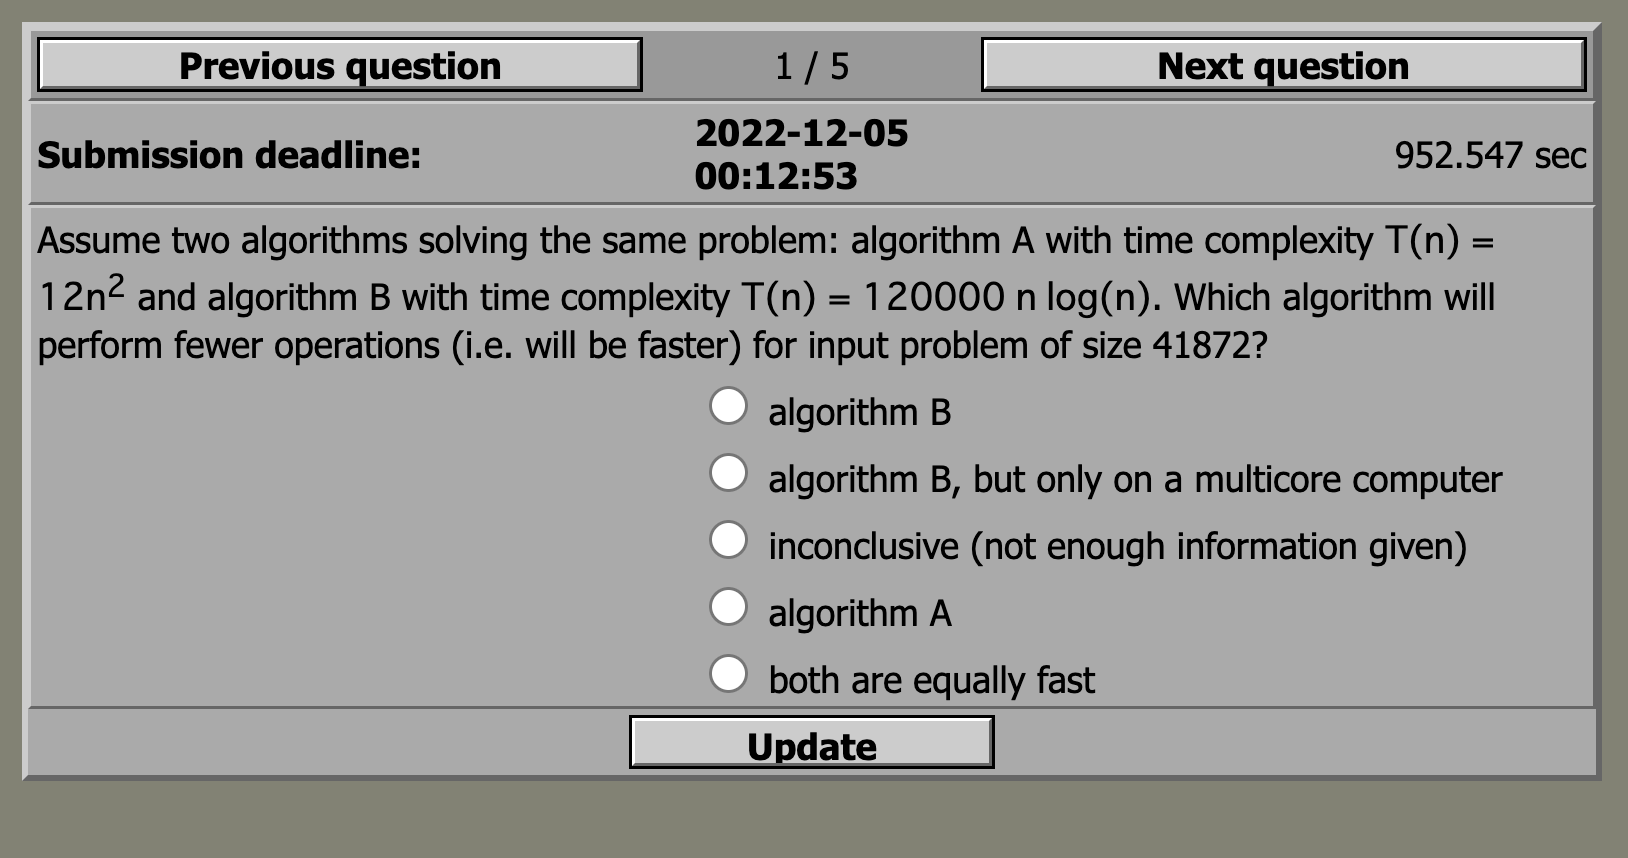 Previous question 1 / 5 Next question
Submission deadline: 2022-12-05 00:12:53 952.547 sec
Assume two algorithms solving the same problem: algorithm A with time complexity T(n) =
12n² and algorithm B with time complexity T(n) = 120000 n log(n). Which algorithm will
perform fewer operations (i.e. will be faster) for input problem of size 41872?
algorithm B
algorithm B, but only on a multicore computer
inconclusive (not enough information given)
algorithm A
both are equally fast
Update